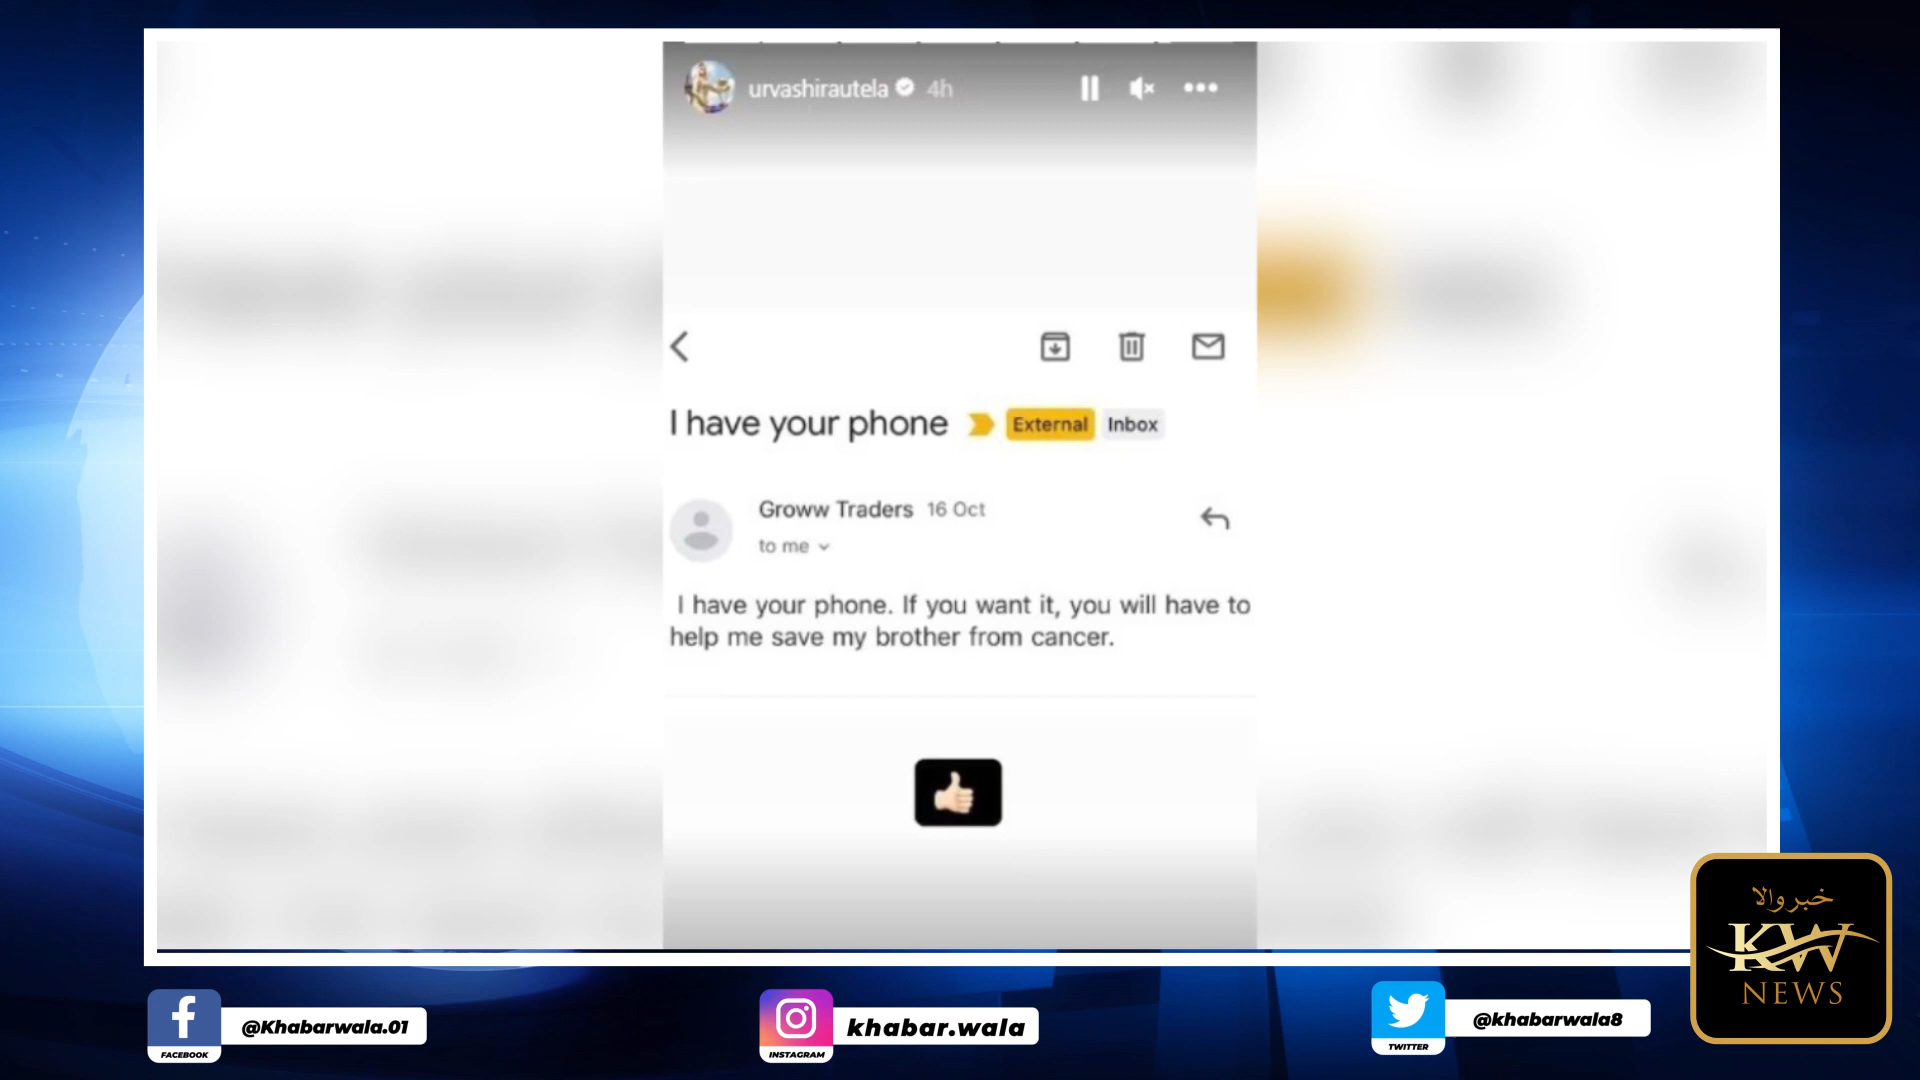 urvashirautela 4h
I have your phone External Inbox
Groww Traders 16 Oct
to me
I have your phone. If you want it, you will have to
help me save my brother from cancer.
خبر والا
KW
NEWS
@Khabarwala.01
FACEBOOK
khabar.wala
INSTAGRAM
@khabarwala8
TWITTER